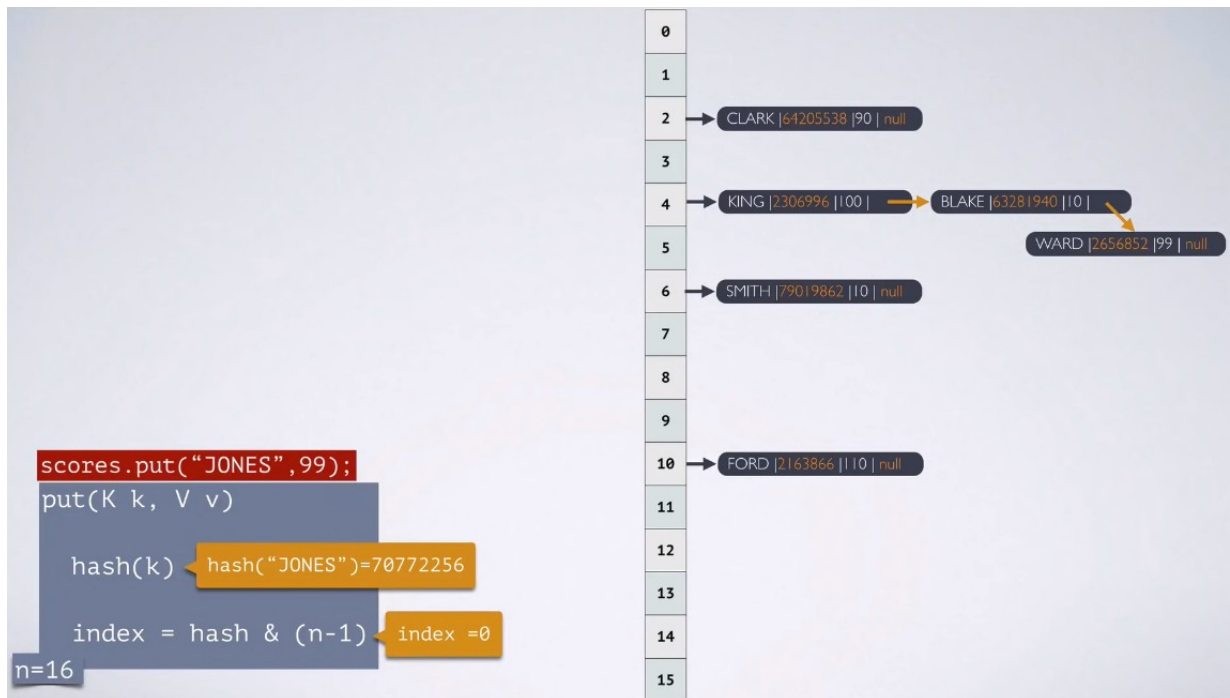 0
1
2
CLARK |64205538 |90 | null
3
4
KING |2306996 |100 |
BLAKE |63281940 |10 |
5
WARD |2656852 |99 | null
6
SMITH |79019862 |10 | null
7
8
9
10
FORD |2163866 |110 | null
11
12
13
14
15
scores.put(“JONES”,99);
put(K k, V v)
hash(k)
hash(“JONES”)=70772256
index = hash & (n-1)
index =0
n=16